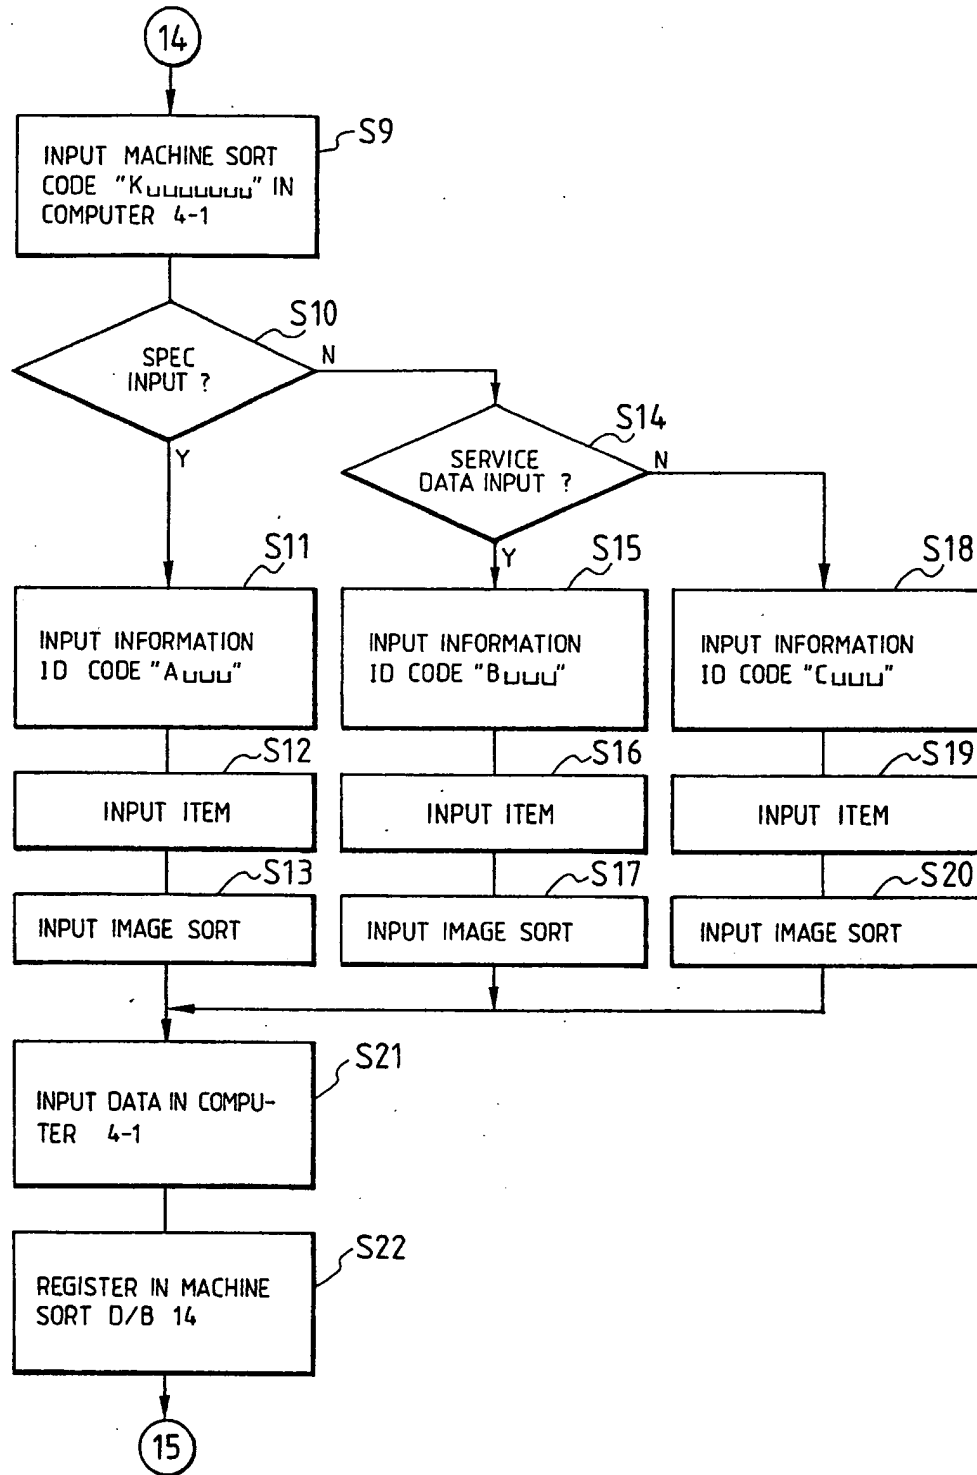 14
S9
INPUT MACHINE SORT
CODE "K␣␣␣␣␣␣␣" IN
COMPUTER 4-1
S10
SPEC
INPUT ?
N
Y
S14
SERVICE
DATA INPUT ?
N
Y
S11
INPUT INFORMATION
ID CODE "A␣␣␣"
S15
INPUT INFORMATION
ID CODE "B␣␣␣"
S18
INPUT INFORMATION
ID CODE "C␣␣␣"
S12
INPUT ITEM
S16
INPUT ITEM
S19
INPUT ITEM
S13
INPUT IMAGE SORT
S17
INPUT IMAGE SORT
S20
INPUT IMAGE SORT
S21
INPUT DATA IN COMPU-
TER 4-1
S22
REGISTER IN MACHINE
SORT D/B 14
15